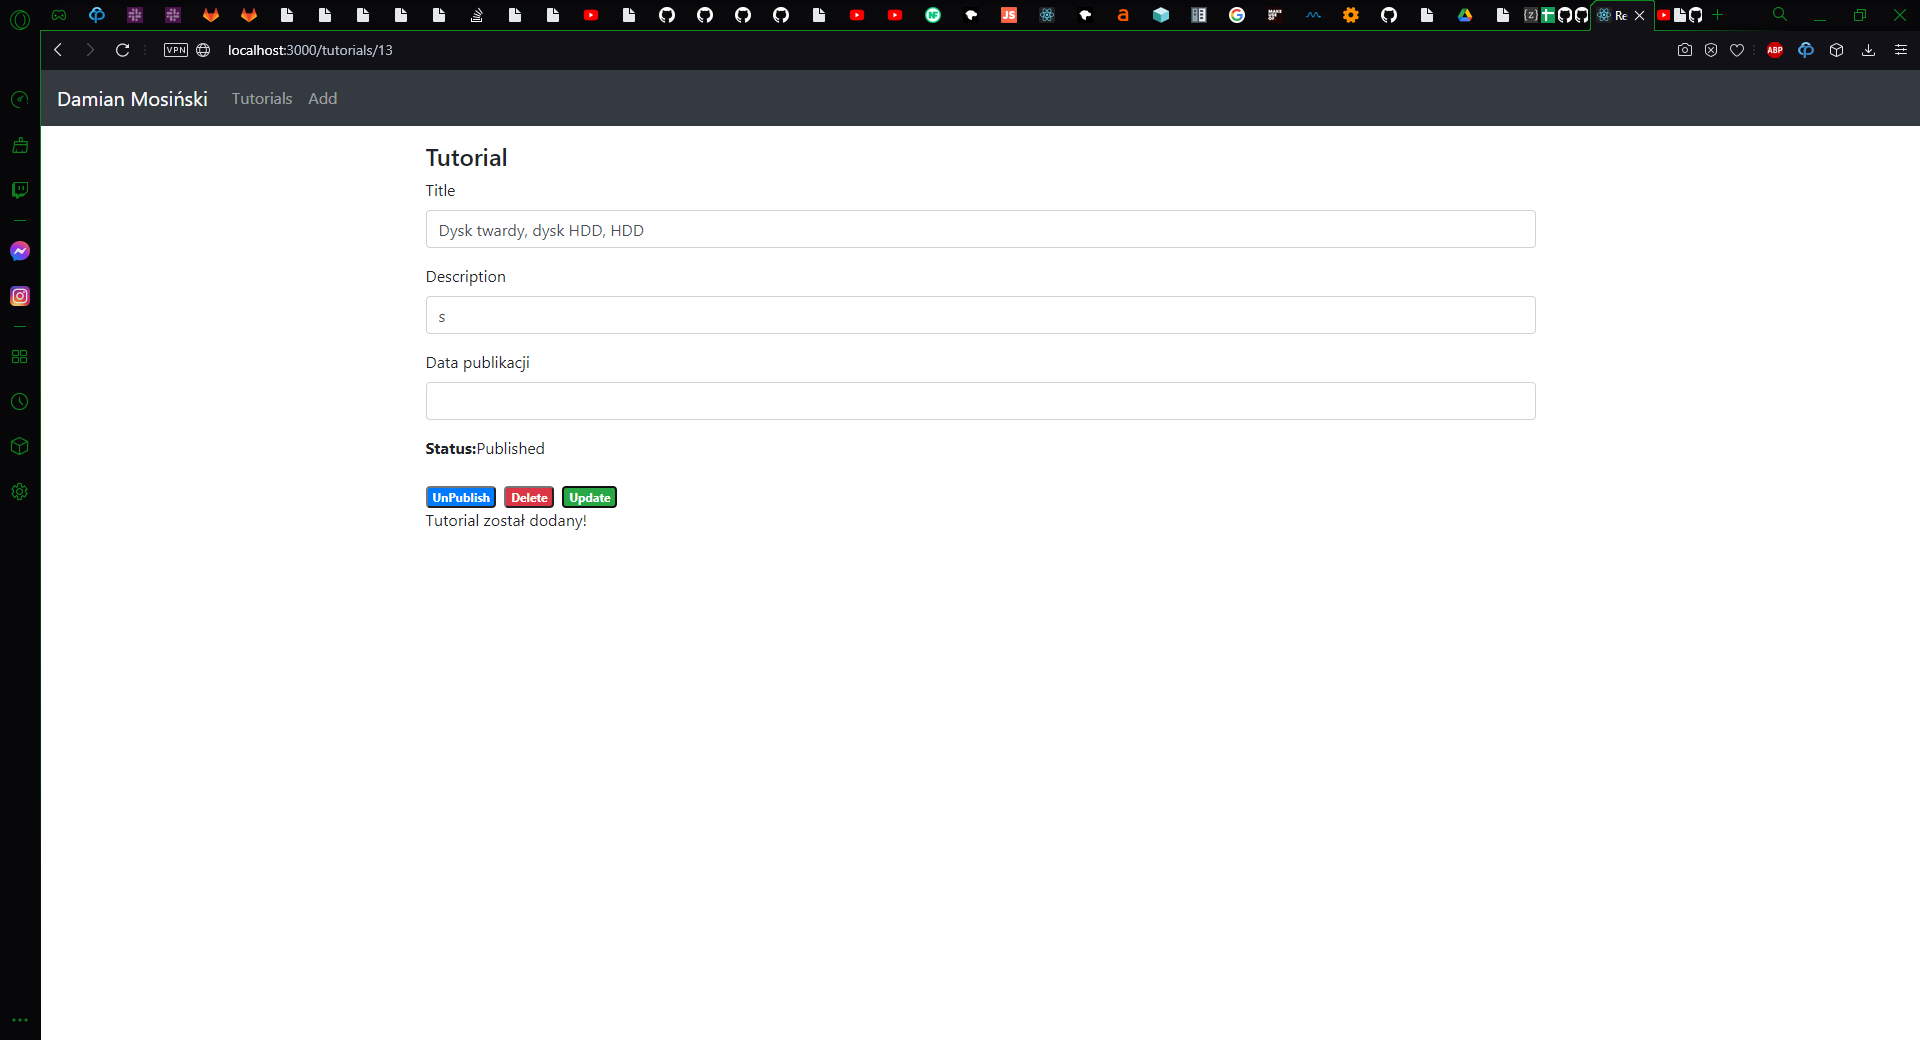 Re
VPN localhost:3000/tutorials/13
ABP
Damian Mosiński Tutorials Add
Tutorial
Title
Dysk twardy, dysk HDD, HDD
Description
s
Data publikacji
Status:Published
UnPublish Delete Update
Tutorial został dodany!